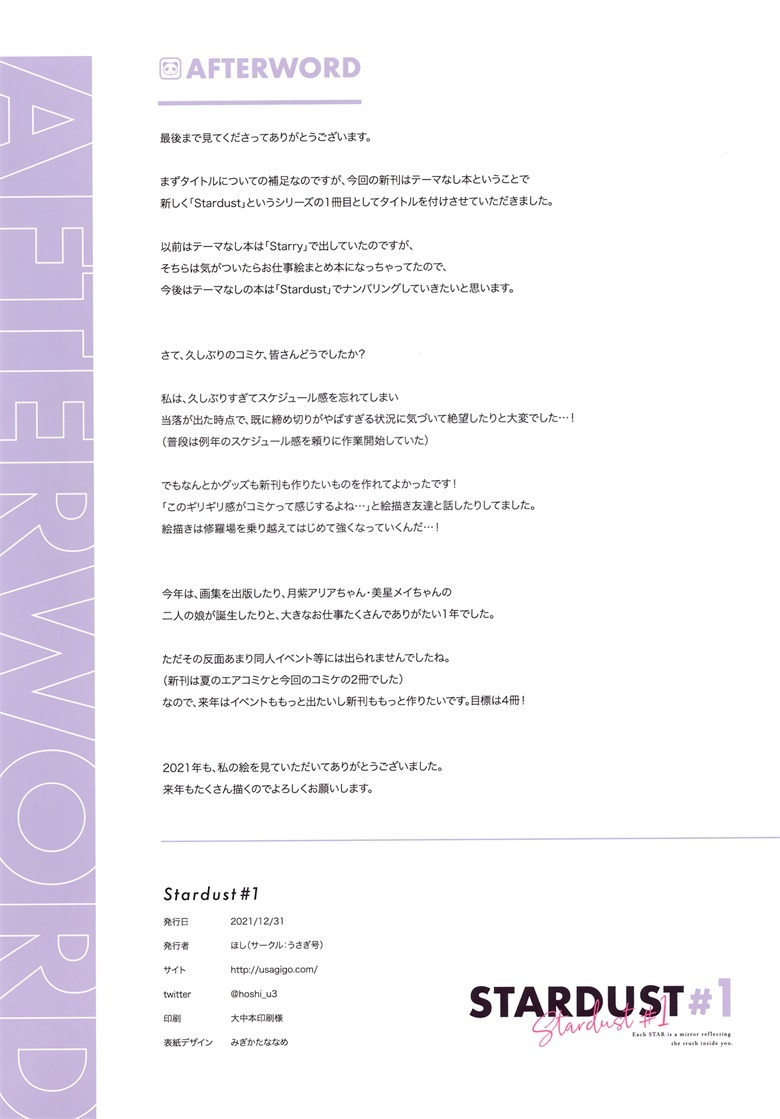 AFTERWORD
AFTERWORD
最後まで見てくださってありがとうございます。
まずタイトルについての補足なのですが、今回の新刊はテーマなし本ということで
新しく「Stardust」というシリーズの1冊目としてタイトルを付けさせていただきました。
以前はテーマなし本は「Starry」で出していたのですが、
そちらは気がついたらお仕事絵まとめ本になっちゃってたので、
今後はテーマなしの本は「Stardust」でナンバリングしていきたいと思います。
さて、久しぶりのコミケ、皆さんどうでしたか？
私は、久しぶりすぎてスケジュール感を忘れてしまい
当落が出た時点で、既に締め切りがやばすぎる状況に気づいて絶望したりと大変でした…！
（普段は例年のスケジュール感を頼りに作業開始していた）
でもなんとかグッズも新刊も作りたいものを作れてよかったです！
「このギリギリ感がコミケって感じするよね…」と絵描き友達と話したりしてました。
絵描きは修羅場を乗り越えてはじめて強くなっていくんだ…！
今年は、画集を出版したり、月紫アリアちゃん・美星メイちゃんの
二人の娘が誕生したりと、大きなお仕事たくさんでありがたい1年でした。
ただその反面あまり同人イベント等には出られませんでしたね。
（新刊は夏のエアコミケと今回のコミケの2冊でした）
なので、来年はイベントももっと出たいし新刊ももっと作りたいです。目標は4冊！
2021年も、私の絵を見ていただいてありがとうございました。
来年もたくさん描くのでよろしくお願いします。
Stardust #1
発行日 2021/12/31
発行者 ほし（サークル：うさぎ号）
サイト http://usagigo.com/
twitter @hoshi_u3
印刷 大中本印刷様
表紙デザイン みぎかたななめ
STARDUST #1
Stardust #1
Each STAR is a mirror reflecting
the truth inside you.